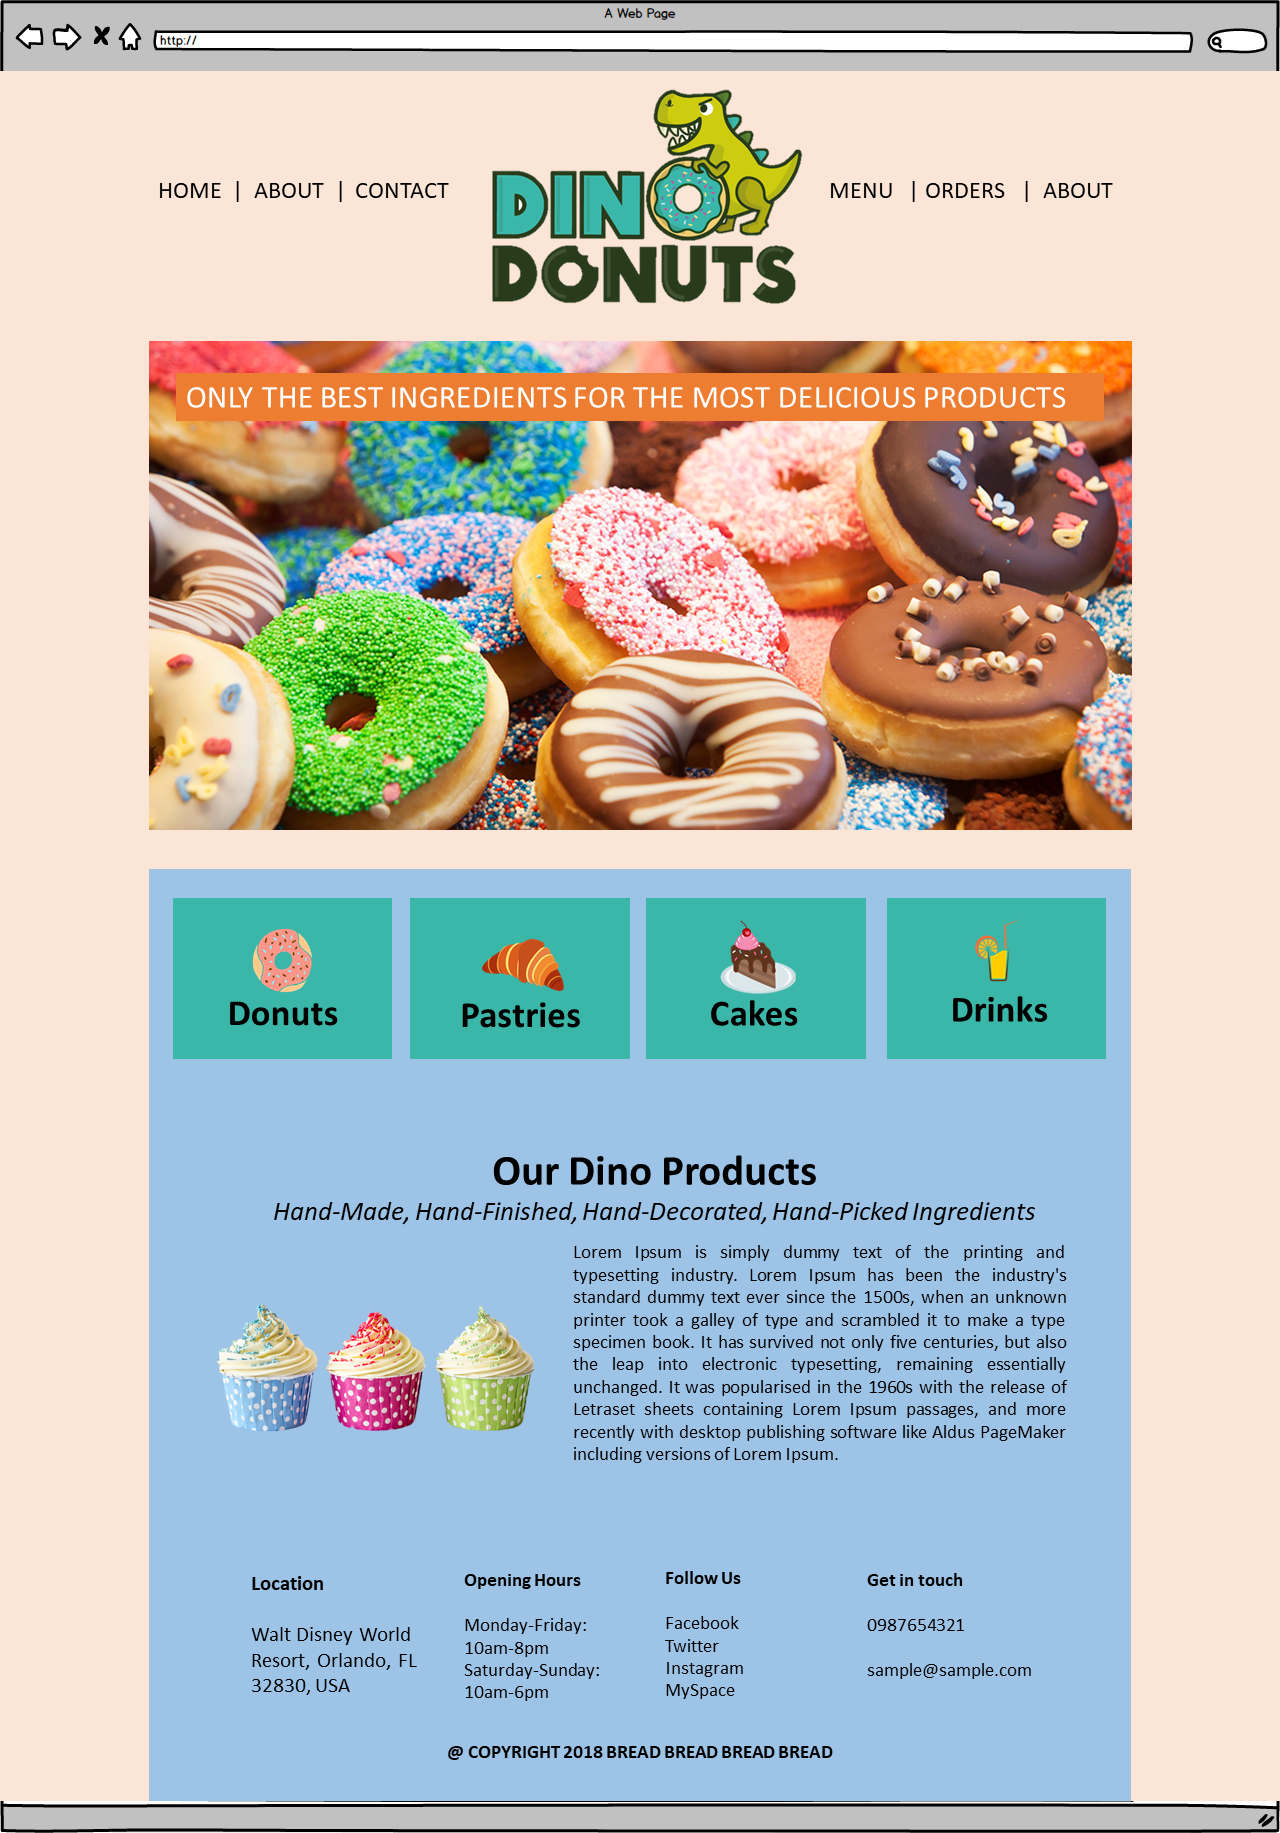 A Web Page
http://
HOME | ABOUT | CONTACT
DINO
DONUTS
MENU | ORDERS | ABOUT
ONLY THE BEST INGREDIENTS FOR THE MOST DELICIOUS PRODUCTS
Donuts
Pastries
Cakes
Drinks
Our Dino Products
Hand-Made, Hand-Finished, Hand-Decorated, Hand-Picked Ingredients
Lorem Ipsum is simply dummy text of the printing and
typesetting industry. Lorem Ipsum has been the industry's
standard dummy text ever since the 1500s, when an unknown
printer took a galley of type and scrambled it to make a type
specimen book. It has survived not only five centuries, but also
the leap into electronic typesetting, remaining essentially
unchanged. It was popularised in the 1960s with the release of
Letraset sheets containing Lorem Ipsum passages, and more
recently with desktop publishing software like Aldus PageMaker
including versions of Lorem Ipsum.
Location
Walt Disney World
Resort, Orlando, FL
32830, USA
Opening Hours
Monday-Friday:
10am-8pm
Saturday-Sunday:
10am-6pm
Follow Us
Facebook
Twitter
Instagram
MySpace
Get in touch
0987654321
sample@sample.com
@ COPYRIGHT 2018 BREAD BREAD BREAD BREAD